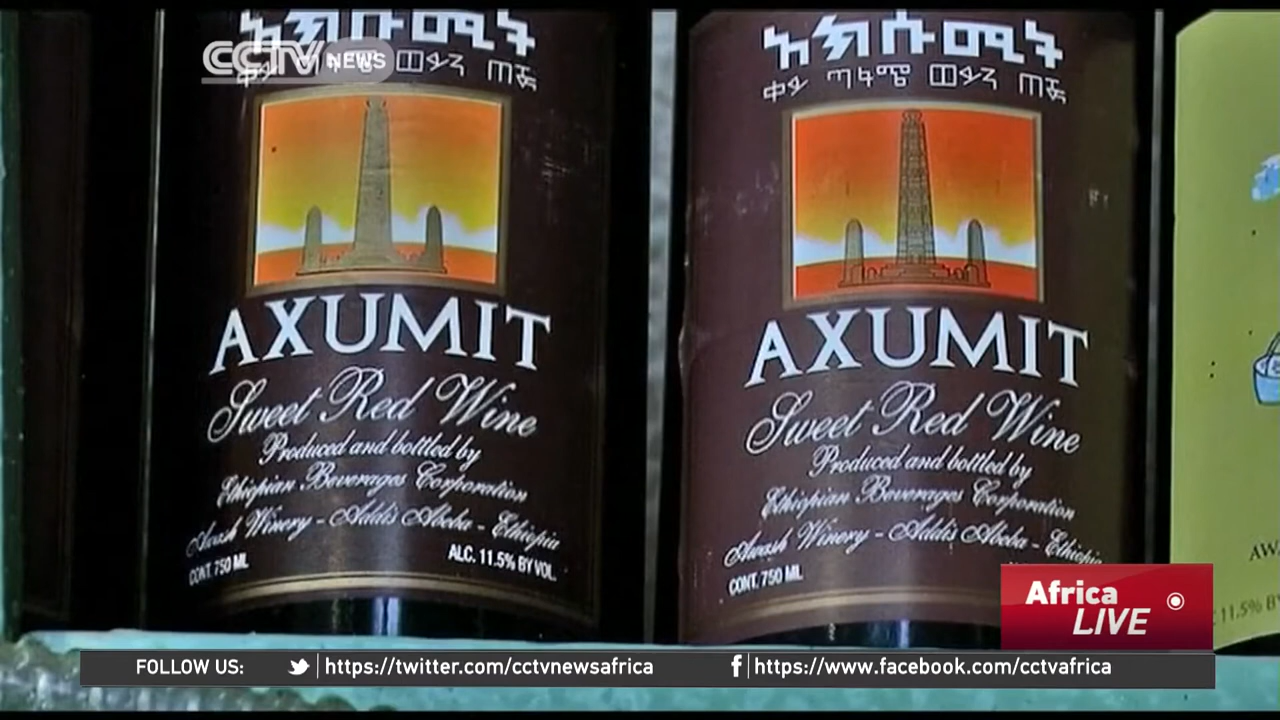 CCTV NEWS
አክሱሚት
ጣፋጭ ወይን ጠጅ
AXUMIT
Sweet Red Wine
Produced and bottled by
Ethiopian Beverages Corporation
Awash Winery - Addis Abeba - Ethiopia
CONT. 750 ML
ALC. 11.5% BY VOL.
አክሱሚት
ቀይ ጣፋጭ ወይን ጠጅ
AXUMIT
Sweet Red Wine
Produced and bottled by
Ethiopian Beverages Corporation
Awash Winery - Addis Abeba - Ethiopia
CONT. 750 ML
11.5%
Africa
LIVE
FOLLOW US: https://twitter.com/cctvnewsafrica https://www.facebook.com/cctvafrica